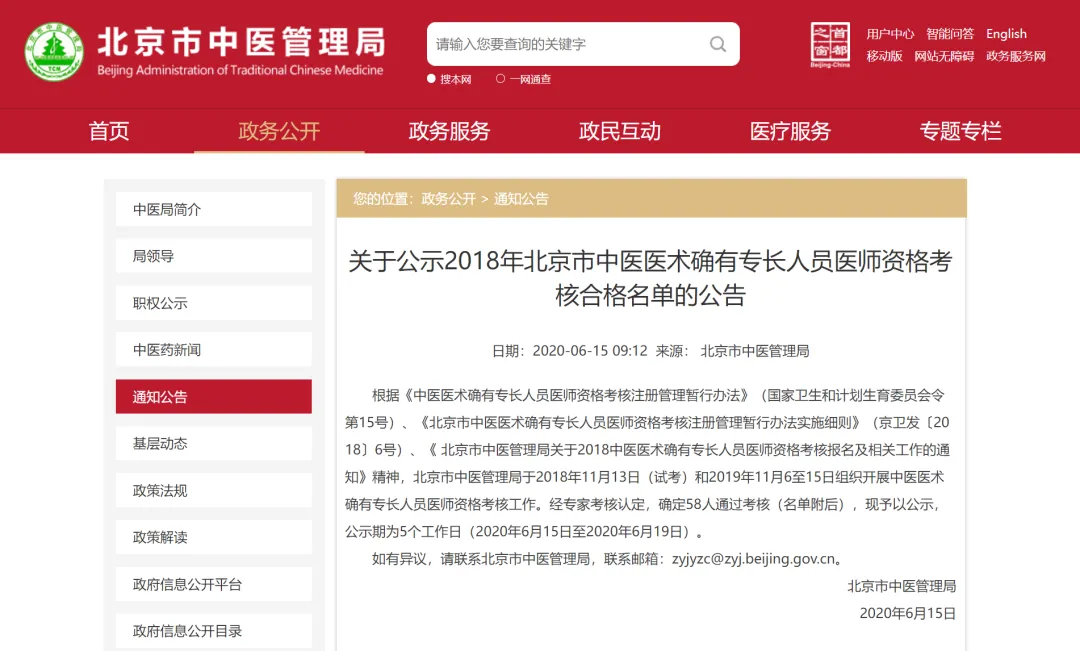 北京市中医管理局
Beijing Administration of Traditional Chinese Medicine
请输入您要查询的关键字
搜本网 一网通查
首都之窗
Beijing-China
用户中心 智能问答 English
移动版 网站无障碍 政务服务网
首页 政务公开 政务服务 政民互动 医疗服务 专题专栏
中医局简介
局领导
职权公示
中医药新闻
通知公告
基层动态
政策法规
政策解读
政府信息公开平台
政府信息公开目录
您的位置：政务公开 > 通知公告
关于公示2018年北京市中医医术确有专长人员医师资格考
核合格名单的公告
日期：2020-06-15 09:12 来源： 北京市中医管理局
根据《中医医术确有专长人员医师资格考核注册管理暂行办法》（国家卫生和计划生育委员会令
第15号）、《北京市中医医术确有专长人员医师资格考核注册管理暂行办法实施细则》（京卫发〔20
18〕6号）、《 北京市中医管理局关于2018中医医术确有专长人员医师资格考核报名及相关工作的通
知》精神，北京市中医管理局于2018年11月13日（试考）和2019年11月6至15日组织开展中医医术
确有专长人员医师资格考核工作。经专家考核认定，确定58人通过考核（名单附后），现予以公示，
公示期为5个工作日（2020年6月15日至2020年6月19日）。
如有异议，请联系北京市中医管理局，联系邮箱：zyjyzc@zyj.beijing.gov.cn。
北京市中医管理局
2020年6月15日